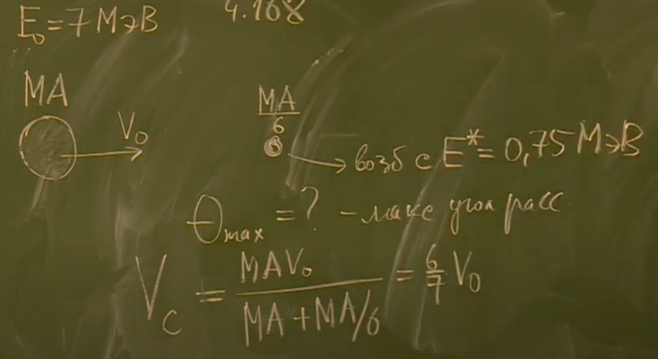 E₀ = 7 МэВ
4.168
MA
V₀
MA/6
возб с E* = 0,75 МэВ
Θmax = ? - макс угол расс
Vc = MAV₀ / (MA + MA/6) = 6/7 V₀